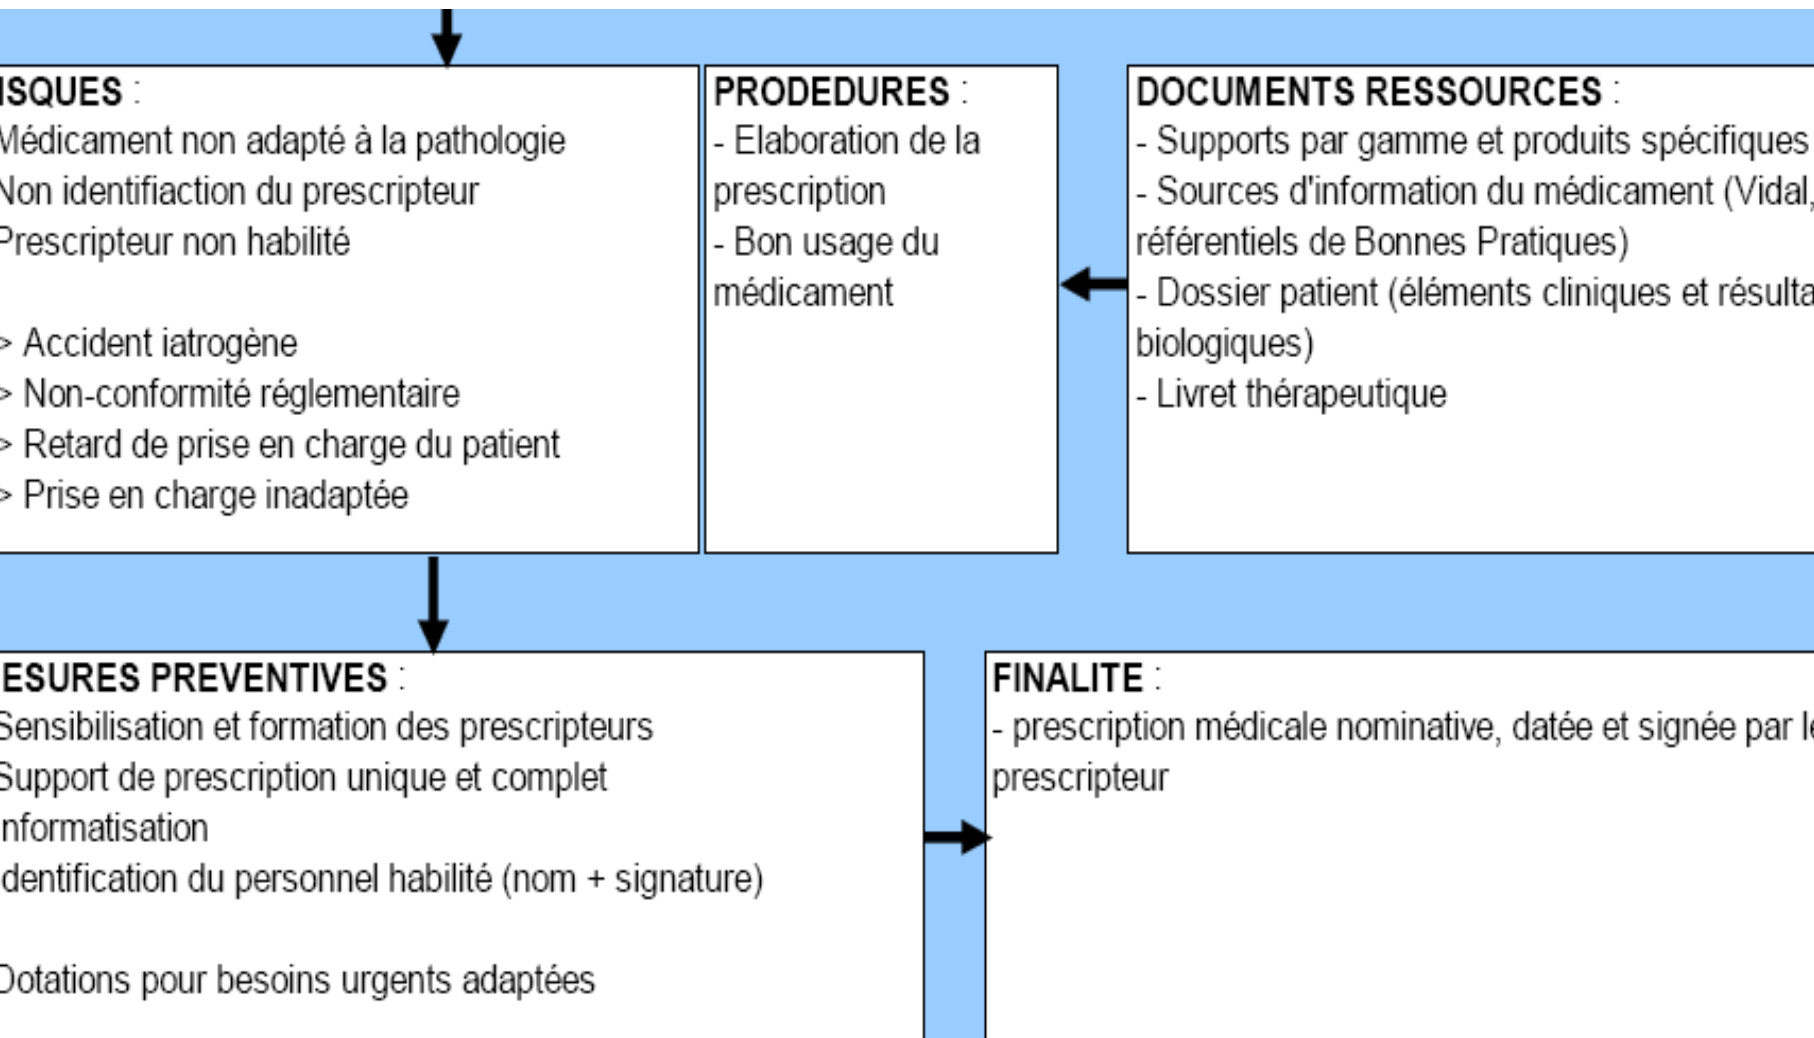 ISQUES :
Médicament non adapté à la pathologie
Non identifiaction du prescripteur
Prescripteur non habilité
> Accident iatrogène
> Non-conformité réglementaire
> Retard de prise en charge du patient
> Prise en charge inadaptée
PRODEDURES :
- Elaboration de la
prescription
- Bon usage du
médicament
DOCUMENTS RESSOURCES :
- Supports par gamme et produits spécifiques
- Sources d'information du médicament (Vidal,
référentiels de Bonnes Pratiques)
- Dossier patient (éléments cliniques et résulta
biologiques)
- Livret thérapeutique
ESURES PREVENTIVES :
Sensibilisation et formation des prescripteurs
Support de prescription unique et complet
nformatisation
dentification du personnel habilité (nom + signature)
Dotations pour besoins urgents adaptées
FINALITE :
- prescription médicale nominative, datée et signée par le
prescripteur